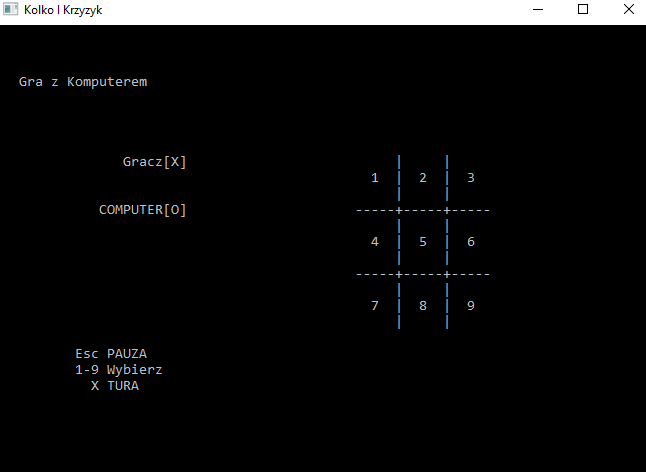 Kolko I Krzyzyk
Gra z Komputerem
Gracz[X]
1 | 2 | 3
COMPUTER[O]
-----+-----+-----
4 | 5 | 6
-----+-----+-----
7 | 8 | 9
Esc PAUZA
1-9 Wybierz
X TURA